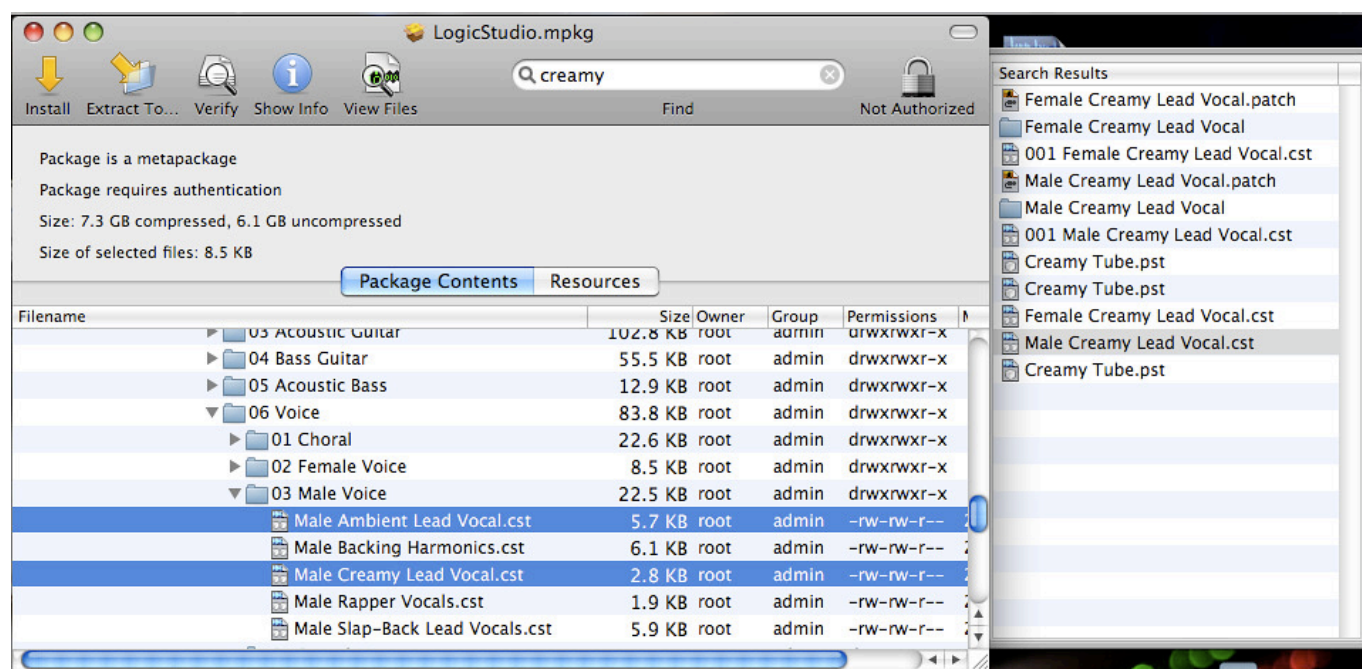 LogicStudio.mpkg
creamy
Install Extract To... Verify Show Info View Files Find Not Authorized
Package is a metapackage
Package requires authentication
Size: 7.3 GB compressed, 6.1 GB uncompressed
Size of selected files: 8.5 KB
Package Contents Resources
Filename Size Owner Group Permissions
03 Acoustic Guitar 102.8 KB root admin drwxrwxr-x
04 Bass Guitar 55.5 KB root admin drwxrwxr-x
05 Acoustic Bass 12.9 KB root admin drwxrwxr-x
06 Voice 83.8 KB root admin drwxrwxr-x
01 Choral 22.6 KB root admin drwxrwxr-x
02 Female Voice 8.5 KB root admin drwxrwxr-x
03 Male Voice 22.5 KB root admin drwxrwxr-x
Male Ambient Lead Vocal.cst 5.7 KB root admin -rw-rw-r--
Male Backing Harmonics.cst 6.1 KB root admin -rw-rw-r--
Male Creamy Lead Vocal.cst 2.8 KB root admin -rw-rw-r--
Male Rapper Vocals.cst 1.9 KB root admin -rw-rw-r--
Male Slap-Back Lead Vocals.cst 5.9 KB root admin -rw-rw-r--
Search Results
Female Creamy Lead Vocal.patch
Female Creamy Lead Vocal
001 Female Creamy Lead Vocal.cst
Male Creamy Lead Vocal.patch
Male Creamy Lead Vocal
001 Male Creamy Lead Vocal.cst
Creamy Tube.pst
Creamy Tube.pst
Female Creamy Lead Vocal.cst
Male Creamy Lead Vocal.cst
Creamy Tube.pst